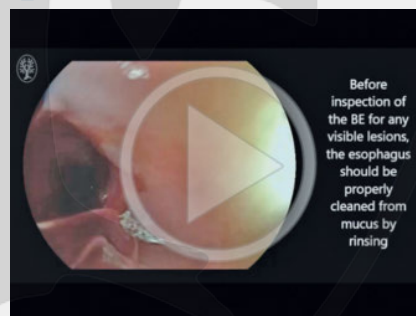 Before
inspection of
the BE for any
visible lesions,
the esophagus
should be
properly
cleaned from
mucus by
rinsing